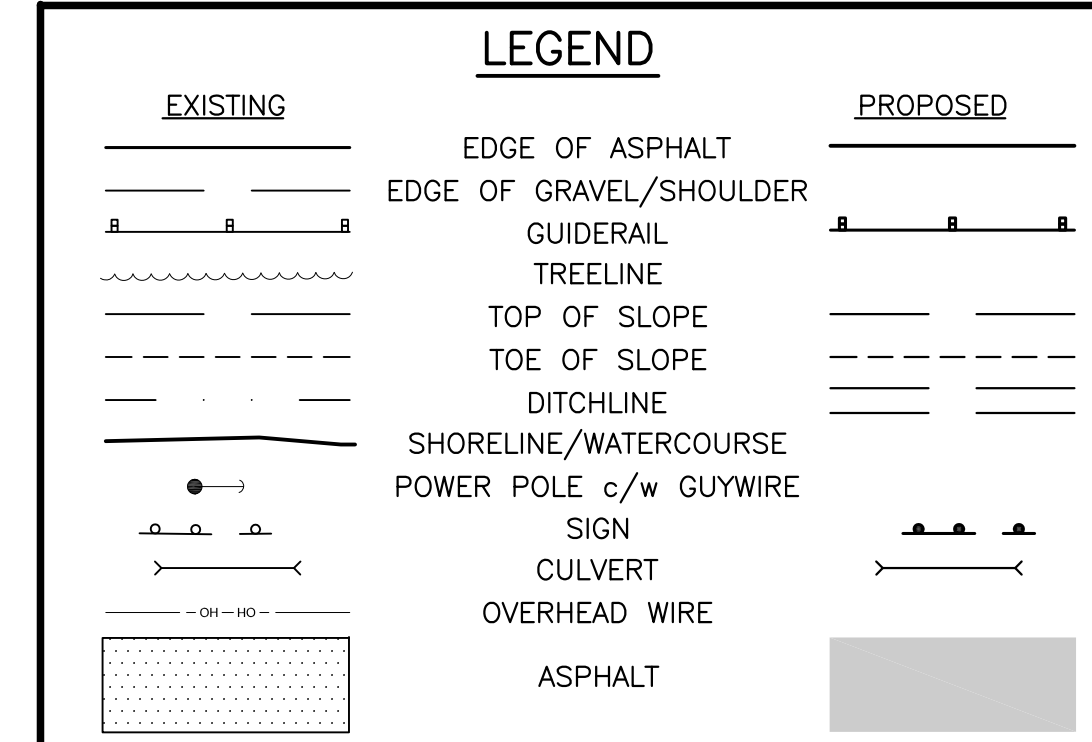 LEGEND
EXISTING PROPOSED
EDGE OF ASPHALT
EDGE OF GRAVEL/SHOULDER
GUIDERAIL
TREELINE
TOP OF SLOPE
TOE OF SLOPE
DITCHLINE
SHORELINE/WATERCOURSE
POWER POLE c/w GUYWIRE
SIGN
CULVERT
OH HO OVERHEAD WIRE
ASPHALT